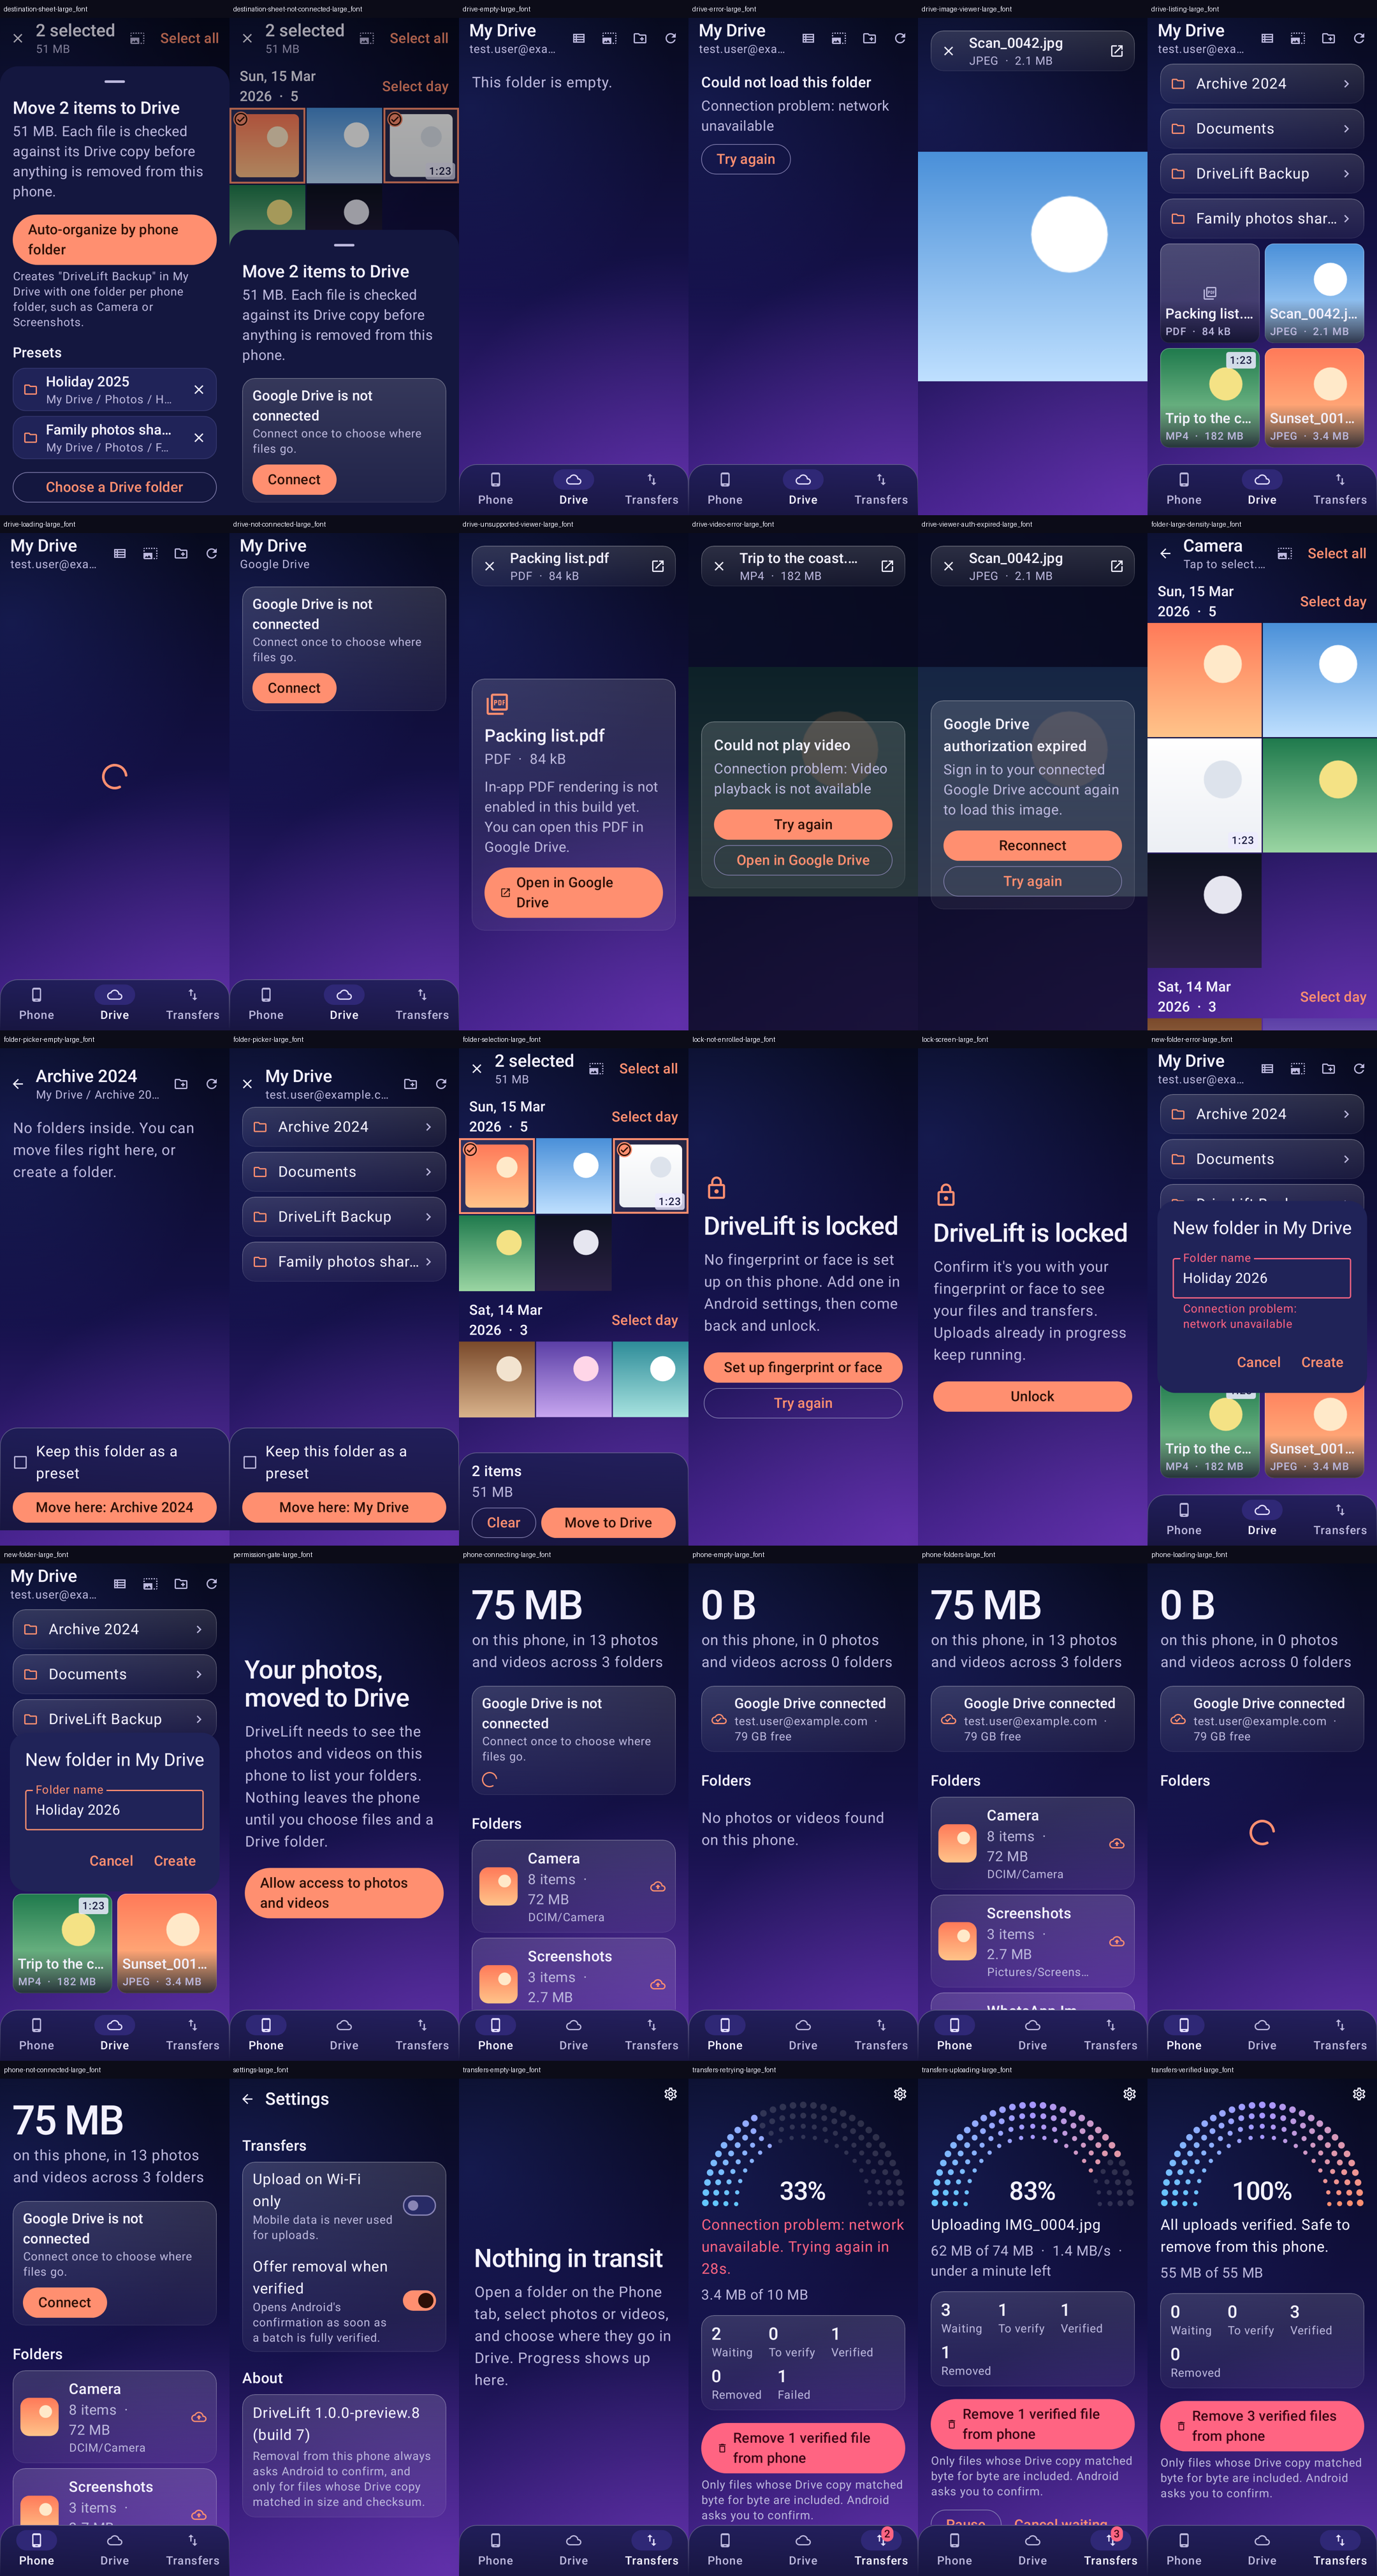 destination-sheet-large_font
2 selected
51 MB
Select all
Move 2 items to Drive
51 MB. Each file is checked
against its Drive copy before
anything is removed from this
phone.
Auto-organize by phone
folder
Creates "DriveLift Backup" in My
Drive with one folder per phone
folder, such as Camera or
Screenshots.
Presets
Holiday 2025
My Drive / Photos / H...
Family photos sha...
My Drive / Photos / F...
Choose a Drive folder
destination-sheet-not-connected-large_font
2 selected
51 MB
Select all
Sun, 15 Mar
2026 · 5
Select day
1:23
Move 2 items to Drive
51 MB. Each file is checked
against its Drive copy before
anything is removed from this
phone.
Google Drive is not
connected
Connect once to choose where
files go.
Connect
drive-empty-large_font
My Drive
test.user@exa...
This folder is empty.
Phone
Drive
Transfers
drive-error-large_font
My Drive
test.user@exa...
Could not load this folder
Connection problem: network
unavailable
Try again
Phone
Drive
Transfers
drive-image-viewer-large_font
Scan_0042.jpg
JPEG · 2.1 MB
drive-listing-large_font
My Drive
test.user@exa...
Archive 2024
Documents
DriveLift Backup
Family photos shar...
Packing list....
PDF · 84 kB
Scan_0042.j...
JPEG · 2.1 MB
1:23
Trip to the c...
MP4 · 182 MB
Sunset_001...
JPEG · 3.4 MB
Phone
Drive
Transfers
drive-loading-large_font
My Drive
test.user@exa...
Phone
Drive
Transfers
drive-not-connected-large_font
My Drive
Google Drive
Google Drive is not
connected
Connect once to choose where
files go.
Connect
Phone
Drive
Transfers
drive-unsupported-viewer-large_font
Packing list.pdf
PDF · 84 kB
PDF
Packing list.pdf
PDF · 84 kB
In-app PDF rendering is not
enabled in this build yet.
You can open this PDF in
Google Drive.
Open in Google
Drive
drive-video-error-large_font
Trip to the coast....
MP4 · 182 MB
Could not play video
Connection problem: Video
playback is not available
Try again
Open in Google Drive
drive-viewer-auth-expired-large_font
Scan_0042.jpg
JPEG · 2.1 MB
Google Drive
authorization expired
Sign in to your connected
Google Drive account again
to load this image.
Reconnect
Try again
folder-large-density-large_font
Camera
Tap to select....
Select all
Sun, 15 Mar
2026 · 5
Select day
1:23
Sat, 14 Mar
2026 · 3
Select day
folder-picker-empty-large_font
Archive 2024
My Drive / Archive 20...
No folders inside. You can
move files right here, or
create a folder.
Keep this folder as a
preset
Move here: Archive 2024
folder-picker-large_font
My Drive
test.user@example.c...
Archive 2024
Documents
DriveLift Backup
Family photos shar...
Keep this folder as a
preset
Move here: My Drive
folder-selection-large_font
2 selected
51 MB
Select all
Sun, 15 Mar
2026 · 5
Select day
1:23
Sat, 14 Mar
2026 · 3
Select day
2 items
51 MB
Clear
Move to Drive
lock-not-enrolled-large_font
DriveLift is locked
No fingerprint or face is set
up on this phone. Add one in
Android settings, then come
back and unlock.
Set up fingerprint or face
Try again
lock-screen-large_font
DriveLift is locked
Confirm it's you with your
fingerprint or face to see
your files and transfers.
Uploads already in progress
keep running.
Unlock
new-folder-error-large_font
My Drive
test.user@exa...
Archive 2024
Documents
New folder in My Drive
Folder name
Holiday 2026
Connection problem:
network unavailable
Cancel
Create
Trip to the c...
MP4 · 182 MB
Sunset_001...
JPEG · 3.4 MB
Phone
Drive
Transfers
new-folder-large_font
My Drive
test.user@exa...
Archive 2024
Documents
DriveLift Backup
New folder in My Drive
Folder name
Holiday 2026
Cancel
Create
1:23
Trip to the c...
MP4 · 182 MB
Sunset_001...
JPEG · 3.4 MB
Phone
Drive
Transfers
permission-gate-large_font
Your photos,
moved to Drive
DriveLift needs to see the
photos and videos on this
phone to list your folders.
Nothing leaves the phone
until you choose files and a
Drive folder.
Allow access to photos
and videos
Phone
Drive
Transfers
phone-connecting-large_font
75 MB
on this phone, in 13 photos
and videos across 3 folders
Google Drive is not
connected
Connect once to choose where
files go.
Folders
Camera
8 items ·
72 MB
DCIM/Camera
Screenshots
3 items ·
2.7 MB
Phone
Drive
Transfers
phone-empty-large_font
0 B
on this phone, in 0 photos
and videos across 0 folders
Google Drive connected
test.user@example.com ·
79 GB free
Folders
No photos or videos found
on this phone.
Phone
Drive
Transfers
phone-folders-large_font
75 MB
on this phone, in 13 photos
and videos across 3 folders
Google Drive connected
test.user@example.com ·
79 GB free
Folders
Camera
8 items ·
72 MB
DCIM/Camera
Screenshots
3 items ·
2.7 MB
Pictures/Screens...
WhatsApp Im
Phone
Drive
Transfers
phone-loading-large_font
0 B
on this phone, in 0 photos
and videos across 0 folders
Google Drive connected
test.user@example.com ·
79 GB free
Folders
Phone
Drive
Transfers
phone-not-connected-large_font
75 MB
on this phone, in 13 photos
and videos across 3 folders
Google Drive is not
connected
Connect once to choose where
files go.
Connect
Folders
Camera
8 items ·
72 MB
DCIM/Camera
Screenshots
3 items ·
2.7 MB
Phone
Drive
Transfers
settings-large_font
Settings
Transfers
Upload on Wi-Fi
only
Mobile data is never used
for uploads.
Offer removal when
verified
Opens Android's
confirmation as soon as
a batch is fully verified.
About
DriveLift 1.0.0-preview.8
(build 7)
Removal from this phone always
asks Android to confirm, and
only for files whose Drive copy
matched in size and checksum.
Phone
Drive
Transfers
transfers-empty-large_font
Nothing in transit
Open a folder on the Phone
tab, select photos or videos,
and choose where they go in
Drive. Progress shows up
here.
Phone
Drive
Transfers
transfers-retrying-large_font
33%
Connection problem: network
unavailable. Trying again in
28s.
3.4 MB of 10 MB
2
Waiting
0
To verify
1
Verified
0
Removed
1
Failed
Remove 1 verified file
from phone
Only files whose Drive copy matched
byte for byte are included. Android
asks you to confirm.
Phone
Drive
2
Transfers
transfers-uploading-large_font
83%
Uploading IMG_0004.jpg
62 MB of 74 MB · 1.4 MB/s ·
under a minute left
3
Waiting
1
To verify
1
Verified
1
Removed
Remove 1 verified file
from phone
Only files whose Drive copy matched
byte for byte are included. Android
asks you to confirm.
Pause
Cancel waiting
Phone
Drive
3
Transfers
transfers-verified-large_font
100%
All uploads verified. Safe to
remove from this phone.
55 MB of 55 MB
0
Waiting
0
To verify
3
Verified
0
Removed
Remove 3 verified files
from phone
Only files whose Drive copy matched
byte for byte are included. Android
asks you to confirm.
Phone
Drive
Transfers